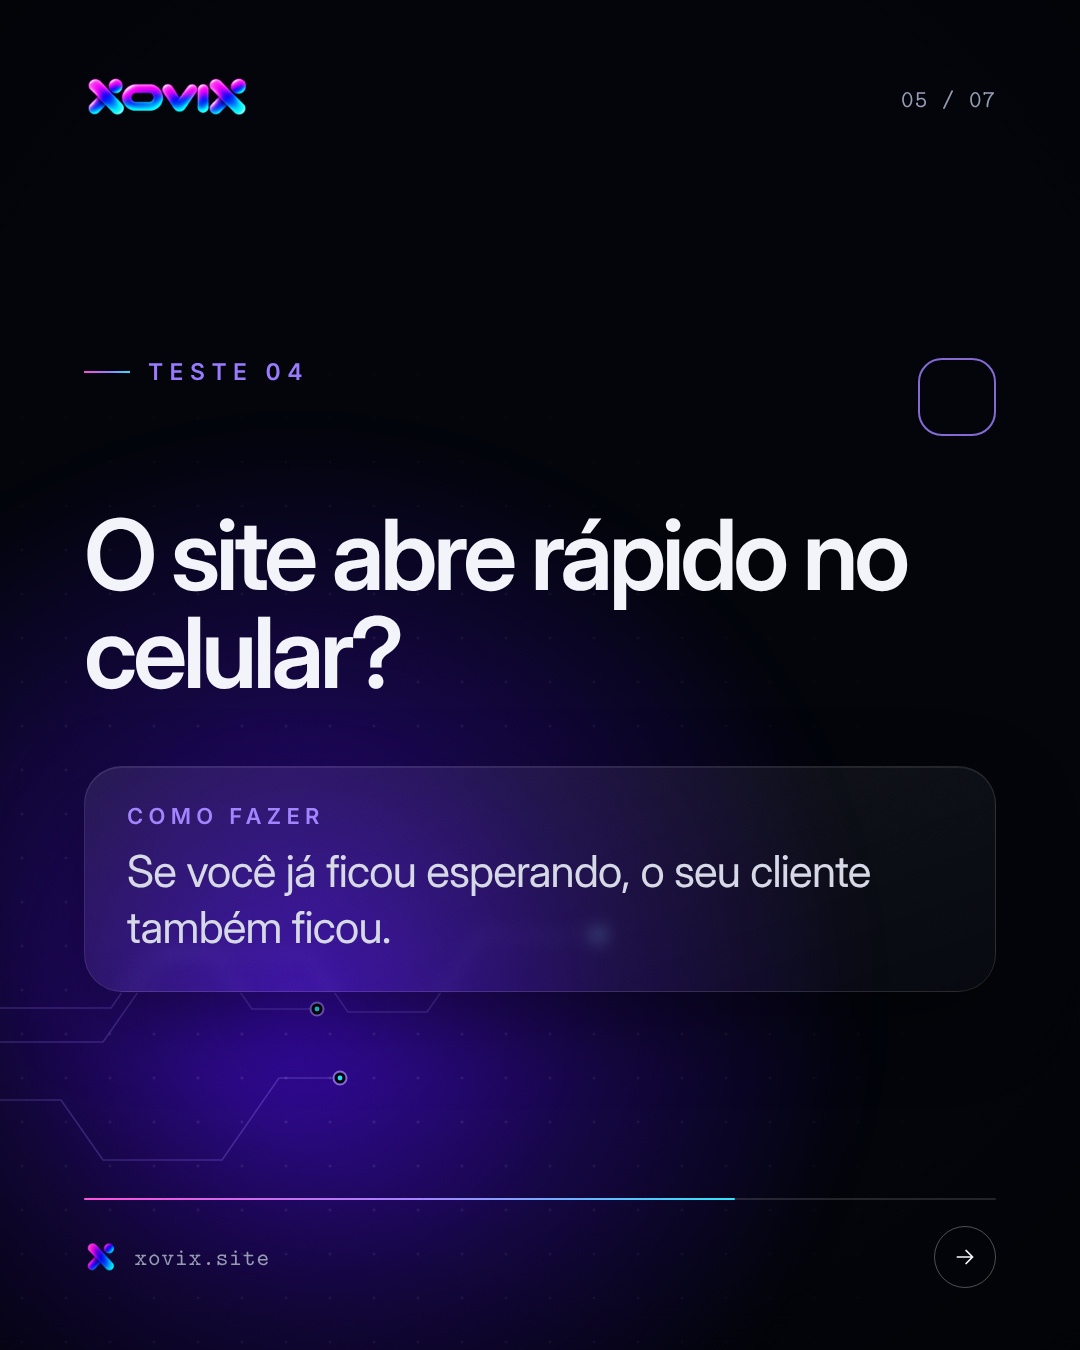 XOVIX
05 / 07
TESTE 04
O site abre rápido no
celular?
COMO FAZER
Se você já ficou esperando, o seu cliente
também ficou.
xovix.site